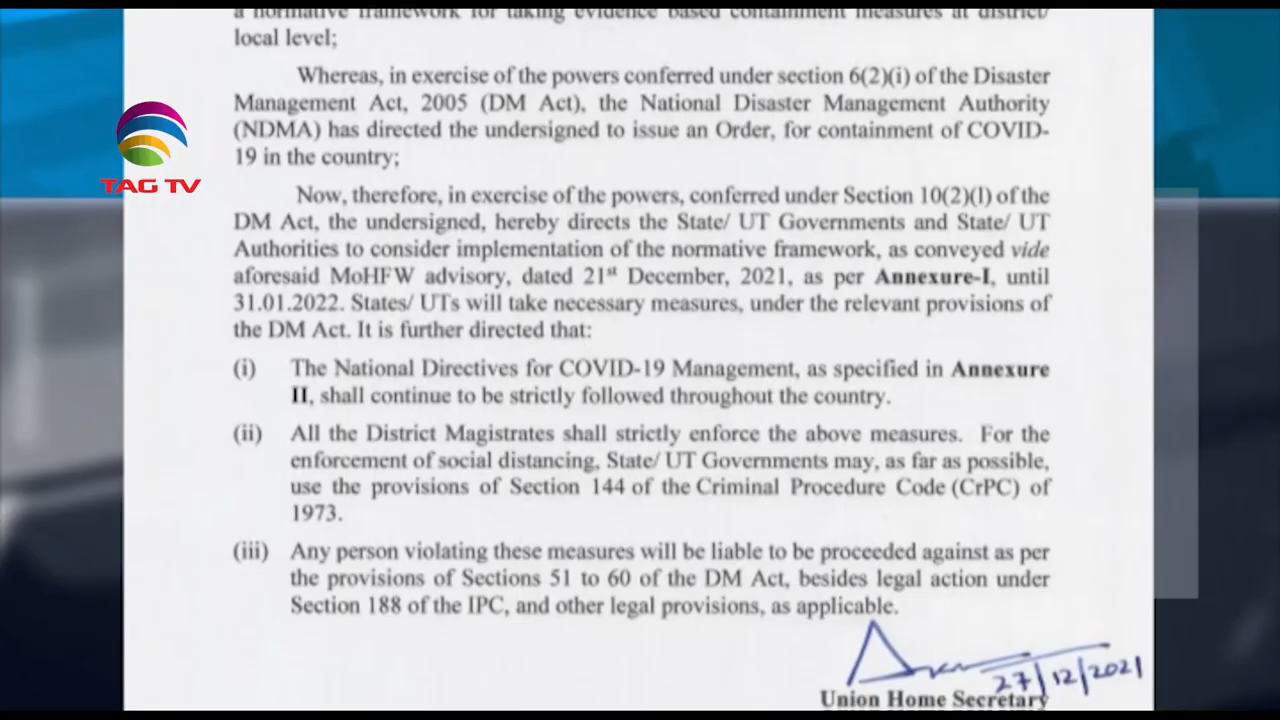 a normative framework for taking evidence based containment measures at district/
local level;
Whereas, in exercise of the powers conferred under section 6(2)(i) of the Disaster
Management Act, 2005 (DM Act), the National Disaster Management Authority
(NDMA) has directed the undersigned to issue an Order, for containment of COVID-
19 in the country;
TAG TV
Now, therefore, in exercise of the powers, conferred under Section 10(2)(l) of the
DM Act, the undersigned, hereby directs the State/ UT Governments and State/ UT
Authorities to consider implementation of the normative framework, as conveyed vide
aforesaid MoHFW advisory, dated 21st December, 2021, as per Annexure-I, until
31.01.2022. States/ UTs will take necessary measures, under the relevant provisions of
the DM Act. It is further directed that:
(i) The National Directives for COVID-19 Management, as specified in Annexure
II, shall continue to be strictly followed throughout the country.
(ii) All the District Magistrates shall strictly enforce the above measures. For the
enforcement of social distancing, State/ UT Governments may, as far as possible,
use the provisions of Section 144 of the Criminal Procedure Code (CrPC) of
1973.
(iii) Any person violating these measures will be liable to be proceeded against as per
the provisions of Sections 51 to 60 of the DM Act, besides legal action under
Section 188 of the IPC, and other legal provisions, as applicable.
27/12/2021
Union Home Secretary